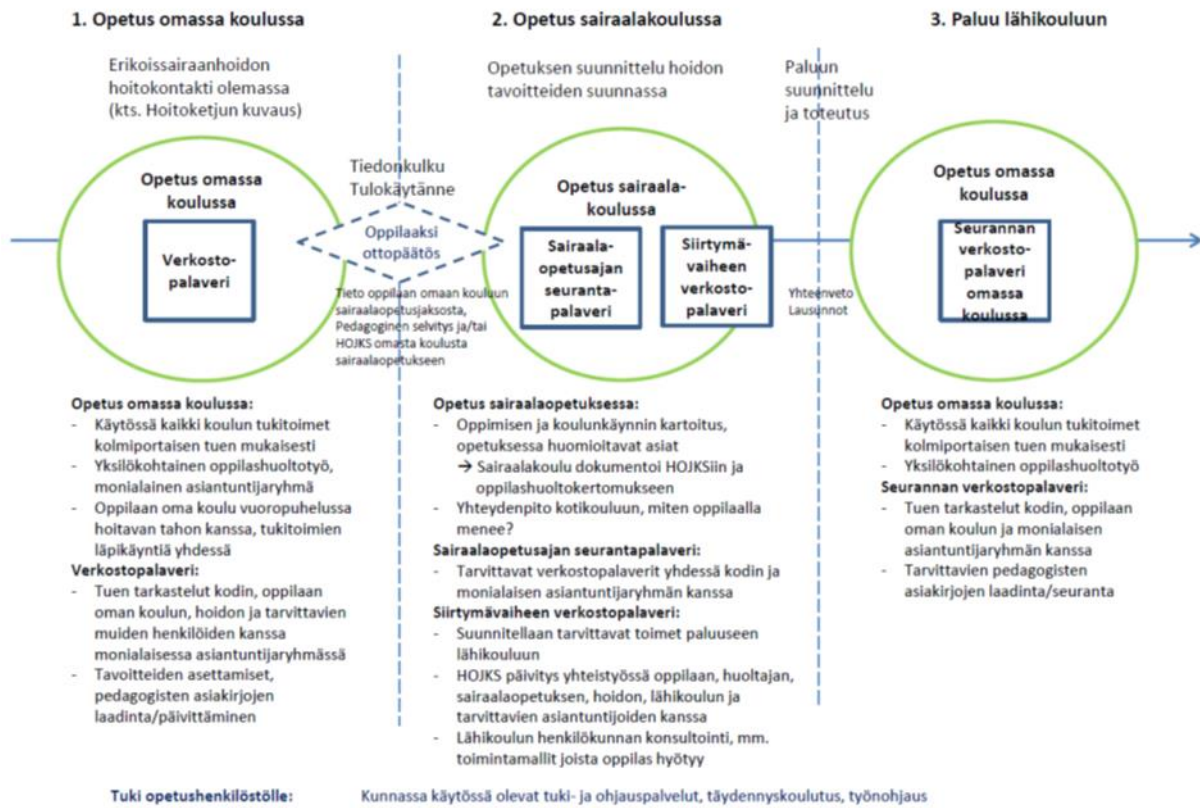 1. Opetus omassa koulussa
2. Opetus sairaalakoulussa
3. Paluu lähikouluun
Erikoissairaanhoidon
hoitokontakti olemassa
(kts. Hoitoketjun kuvaus)
Opetuksen suunnittelu hoidon
tavoitteiden suunnassa
Paluun
suunnittelu
ja toteutus
Opetus omassa
koulussa
Verkosto-
palaveri
Tiedonkulku
Tulokäytänne
Oppilaaksi
ottopäätös
Tieto oppilaan omaan kouluun
sairaalaopetusjaksosta,
Pedagoginen selvitys ja/tai
HOJKS omasta koulusta
sairaalaopetukseen
Opetus sairaala-
koulussa
Sairaala-
opetusajan
seuranta-
palaveri
Siirtymä-
vaiheen
verkosto-
palaveri
Yhteenveto
Lausunnot
Opetus omassa
koulussa
Seurannan
verkosto-
palaveri
omassa
koulussa
Opetus omassa koulussa:
- Käytössä kaikki koulun tukitoimet
kolmiportaisen tuen mukaisesti
- Yksilökohtainen oppilashuoltotyö,
monialainen asiantuntijaryhmä
- Oppilaan oma koulu vuoropuhelussa
hoitavan tahon kanssa, tukitoimien
läpikäyntiä yhdessä
Verkostopalaveri:
- Tuen tarkastelut kodin, oppilaan
oman koulun, hoidon ja tarvittavien
muiden henkilöiden kanssa
monialaisessa asiantuntijaryhmässä
- Tavoitteiden asettamiset,
pedagogisten asiakirjojen
laadinta/päivittäminen
Opetus sairaalaopetuksessa:
- Oppimisen ja koulunkäynnin kartoitus,
opetuksessa huomioitavat asiat
→ Sairaalakoulu dokumentoi HOJKSiin ja
oppilashuoltokertomukseen
- Yhteydenpito kotikouluun, miten oppilaalla
menee?
Sairaalaopetusajan seurantapalaveri:
- Tarvittavat verkostopalaverit yhdessä kodin ja
monialaisen asiantuntijaryhmän kanssa
Siirtymävaiheen verkostopalaveri:
- Suunnitellaan tarvittavat toimet paluuseen
lähikouluun
- HOJKS päivitys yhteistyössä oppilaan, huoltajan,
sairaalaopetuksen, hoidon, lähikoulun ja
tarvittavien asiantuntijoiden kanssa
- Lähikoulun henkilökunnan konsultointi, mm.
toimintamallit joista oppilas hyötyy
Opetus omassa koulussa:
- Käytössä kaikki koulun tukitoimet
kolmiportaisen tuen mukaisesti
- Yksilökohtainen oppilashuoltotyö
Seurannan verkostopalaveri:
- Tuen tarkastelut kodin, oppilaan
oman koulun ja monialaisen
asiantuntijaryhmän kanssa
- Tarvittavien pedagogisten
asiakirjojen laadinta/seuranta
Tuki opetushenkilöstölle: Kunnassa käytössä olevat tuki- ja ohjauspalvelut, täydennyskoulutus, työnohjaus